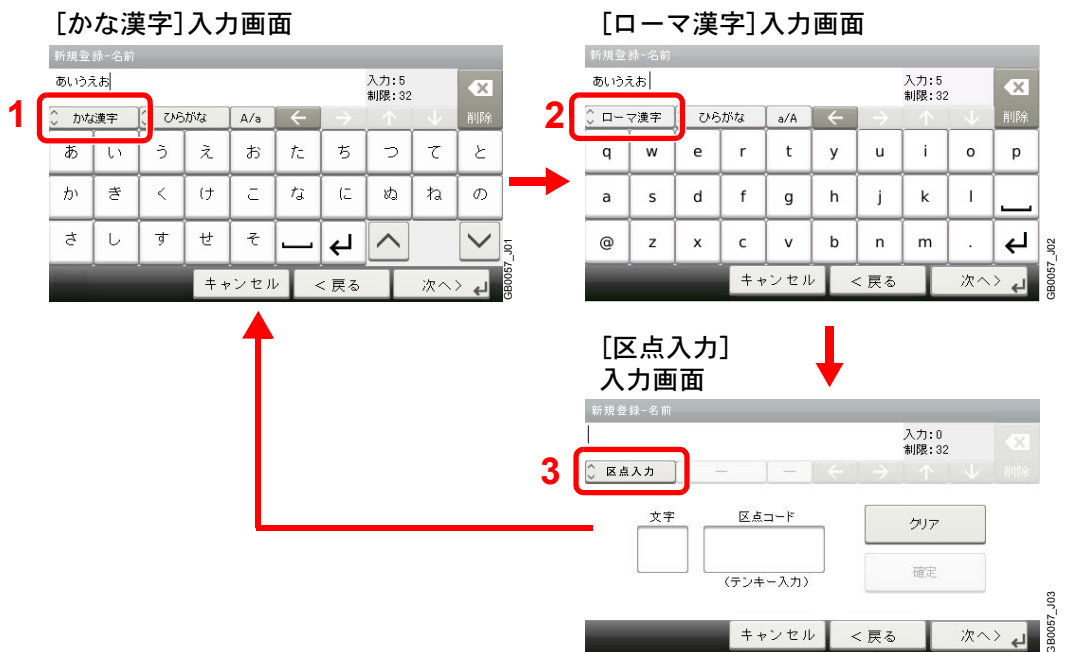 [かな漢字]入力画面
新規登録-名前
あいうえお
入力:5
制限:32
1
かな漢字 ひらがな A/a ← → ↑ ↓ 削除
あ い う え お た ち つ て と
か き く け こ な に ぬ ね の
さ し す せ そ
キャンセル <戻る 次へ>
GB0057_J01
[ローマ漢字]入力画面
新規登録-名前
あいうえお
入力:5
制限:32
2
ローマ漢字 ひらがな a/A ← → ↑ ↓ 削除
q w e r t y u i o p
a s d f g h j k l
@ z x c v b n m .
キャンセル <戻る 次へ>
GB0057_J02
[区点入力]
入力画面
新規登録-名前
入力:0
制限:32
3
区点入力 - - ← → ↑ ↓ 削除
文字 区点コード クリア
確定
(テンキー入力)
キャンセル <戻る 次へ>
GB0057_J03